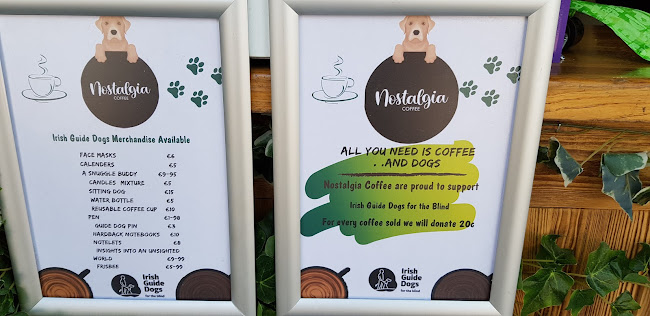 Nostalgia
COFFEE
Irish Guide Dogs Merchandise Available
FACE MASKS €6
CALENDERS €5
A SNUGGLE BUDDY €9-95
CANDLES MIXTURE €5
SITTING DOG €15
WATER BOTTLE €5
REUSABLE COFFEE CUP €10
PEN €1-98
GUIDE DOG PIN €3
HARDBACK NOTEBOOKS €10
NOTELETS €8
INSIGHTS INTO AN UNSIGHTED
WORLD €9-99
FRISBEE €5-99
Irish
Guide
Dogs
for the blind
Nostalgia
COFFEE
ALL YOU NEED IS COFFEE
. .AND DOGS
Nostalgia Coffee are proud to support
Irish Guide Dogs for the Blind
For every coffee sold we will donate 20c
Irish
Guide
Dogs
for the blind